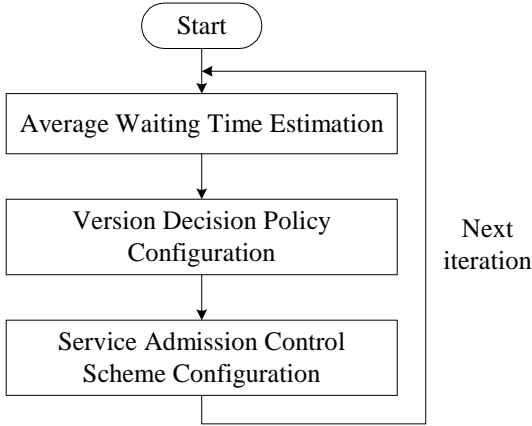 Start
Average Waiting Time Estimation
Version Decision Policy
Configuration
Next
iteration
Service Admission Control
Scheme Configuration